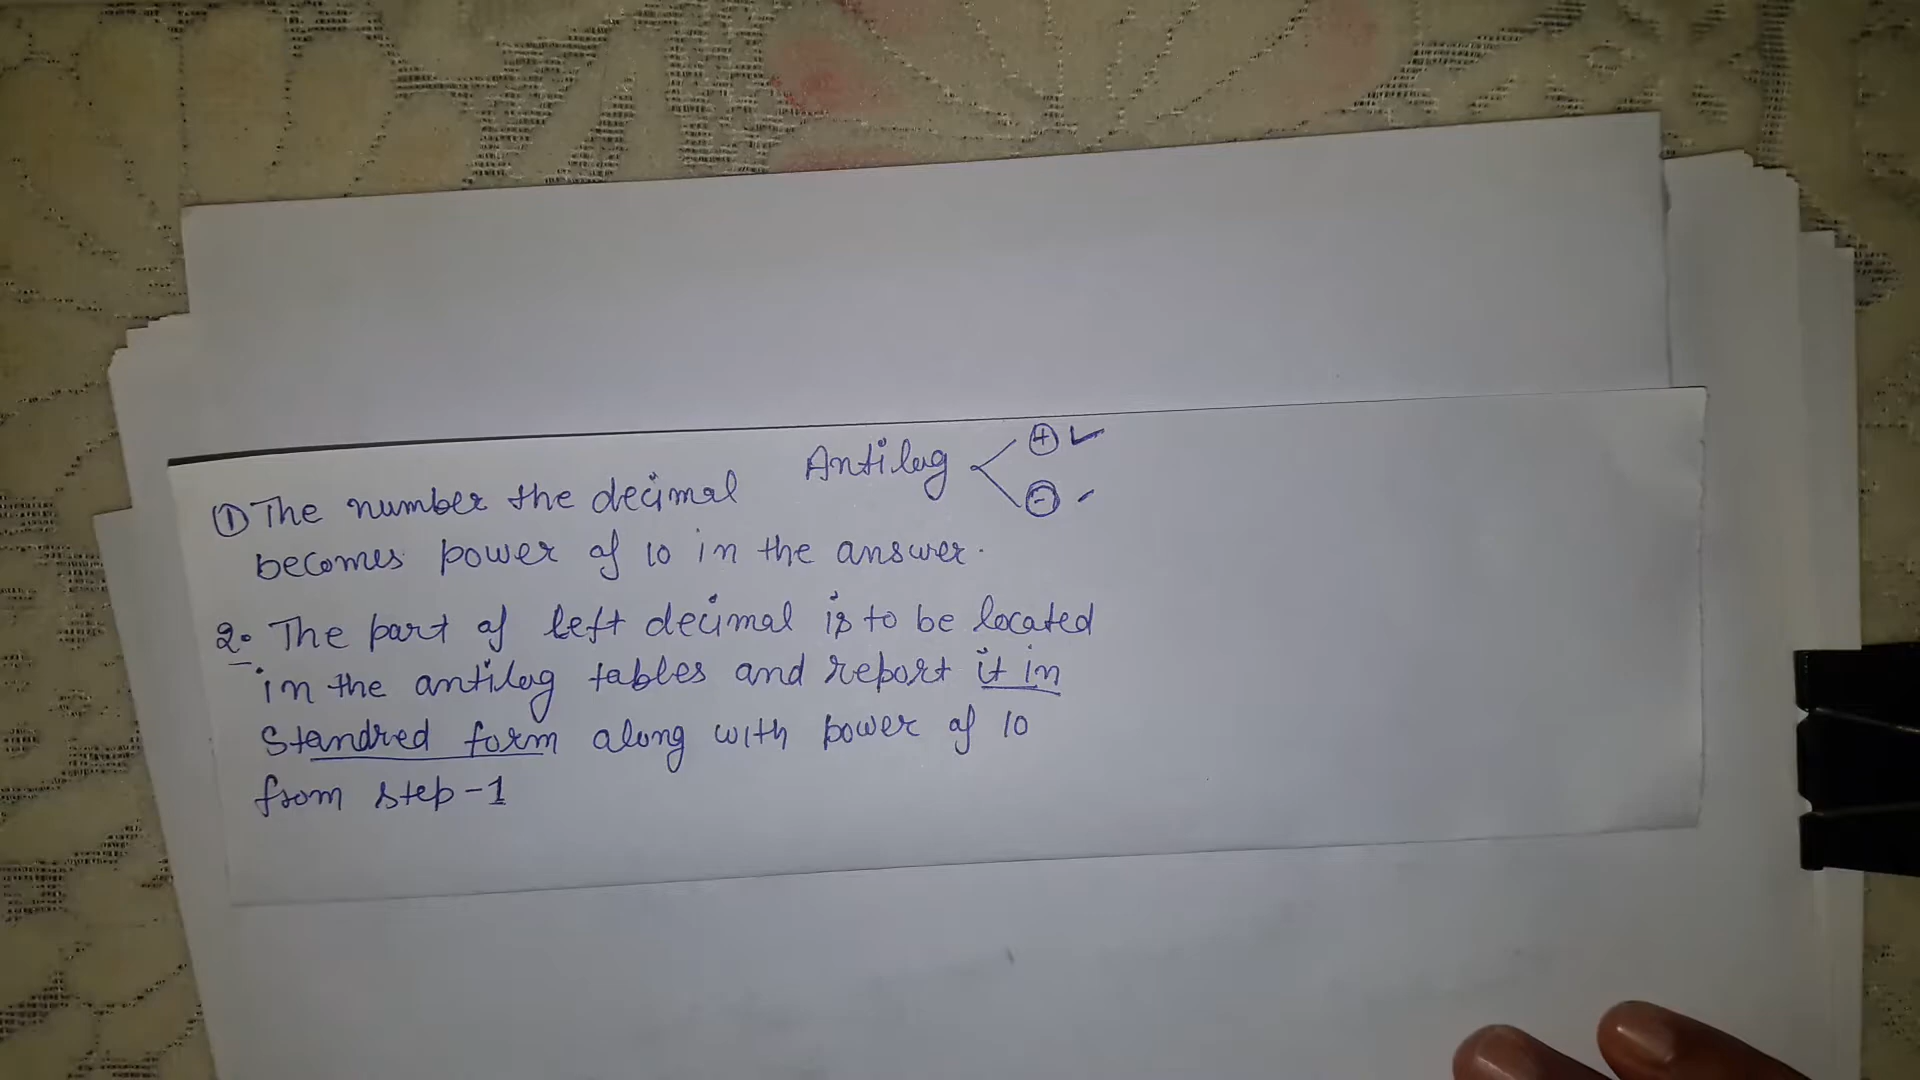 Antilog + ✓
-
① The number the decimal
becomes power of 10 in the answer.
2. The part of left decimal is to be located
in the antilog tables and report it in
Standred form along with power of 10
from step-1